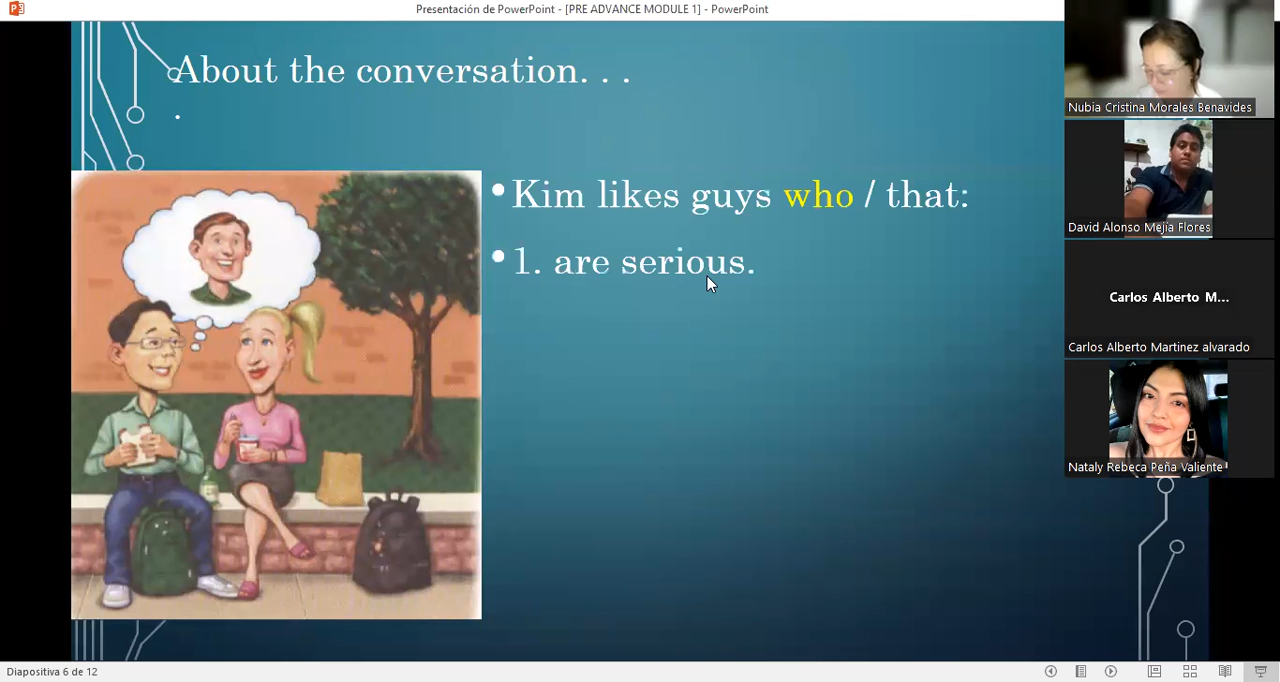 Presentación de PowerPoint - [PRE ADVANCE MODULE 1] - PowerPoint
About the conversation. . .
.
• Kim likes guys who / that:
• 1. are serious.
Nubia Cristina Morales Benavides
David Alonso Mejia Flores
Carlos Alberto M...
Carlos Alberto Martinez alvarado
Nataly Rebeca Peña Valiente
Diapositiva 6 de 12